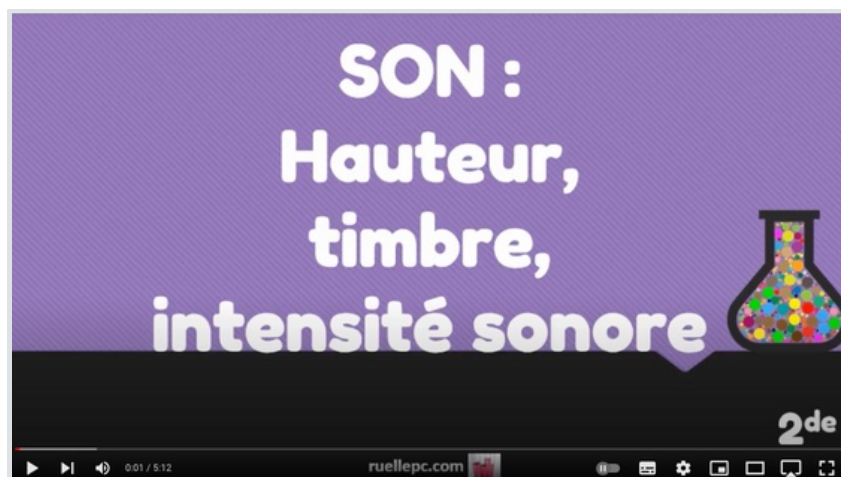 SON :
Hauteur,
timbre,
intensité sonore
2de
0:01 / 5:12
ruellepc.com